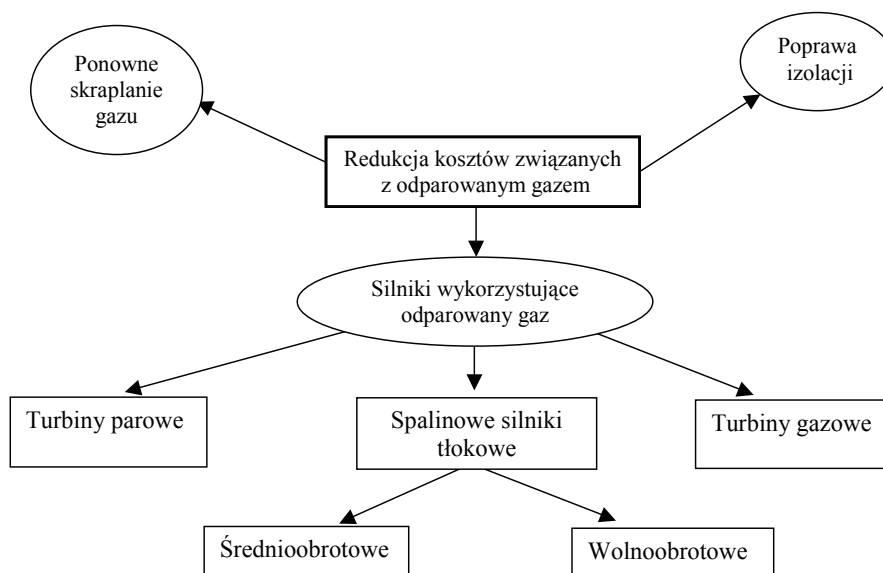 Ponowne
skraplanie
gazu
Poprawa
izolacji
Redukcja kosztów związanych
z odparowanym gazem
Silniki wykorzystujące
odparowany gaz
Turbiny parowe
Spalinowe silniki
tłokowe
Turbiny gazowe
Średnioobrotowe
Wolnoobrotowe